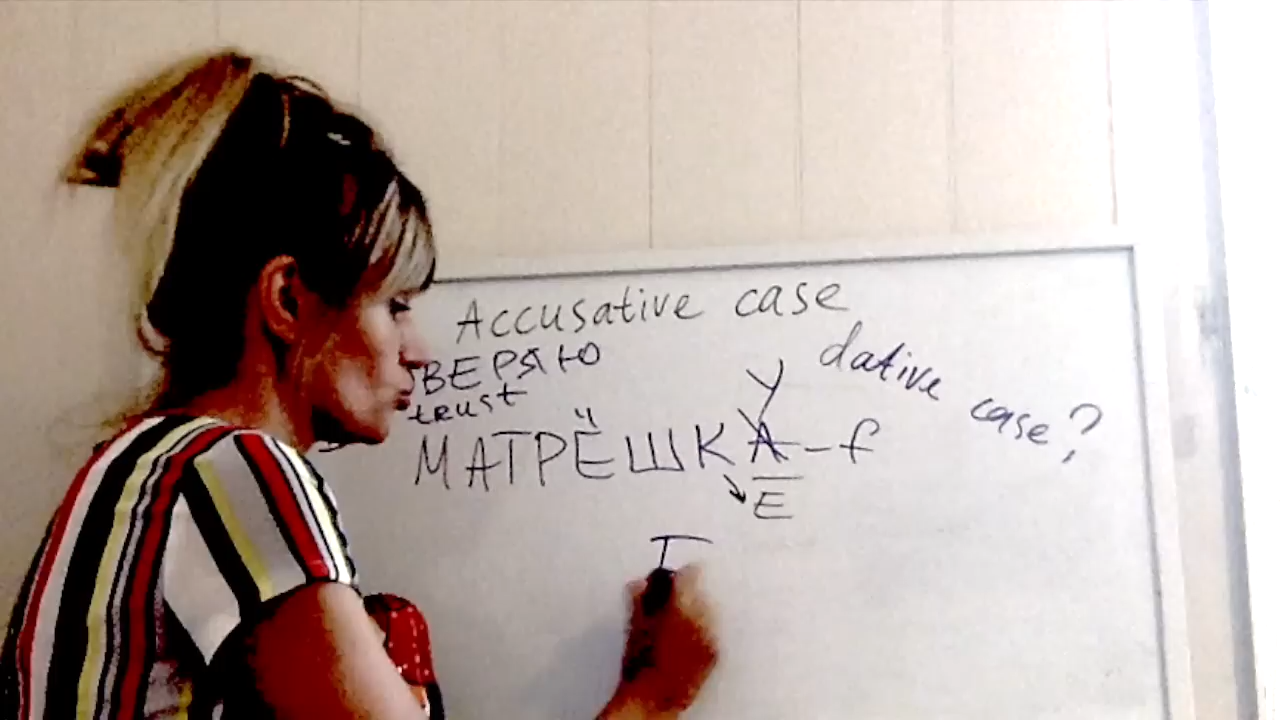 Accusative case
ВЕРЯЮ
trust
У
dative case?
МАТРЁШКА - f
Е
Т